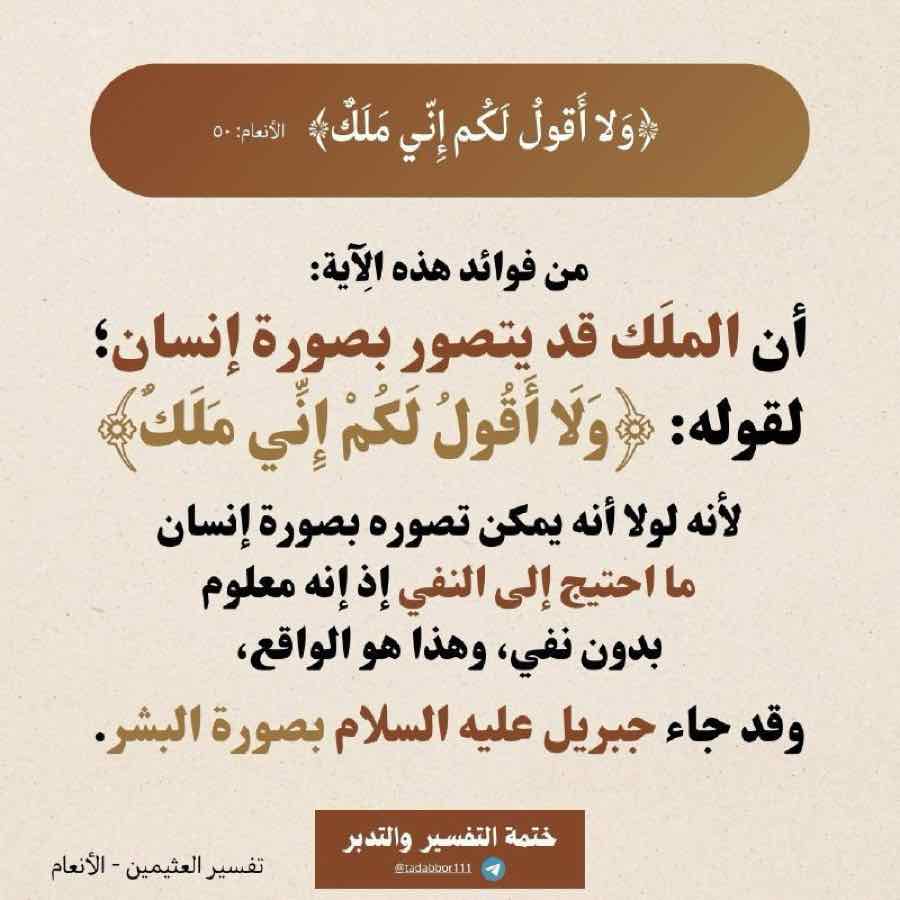 ﴿وَلا أَقولُ لَكُم إِنّي مَلَكٌ﴾ الأنعام: ٥٠
من فوائد هذه الآية:
أن الملَك قد يتصور بصورة إنسان؛
لقوله: ﴿وَلَا أَقُولُ لَكُمْ إِنِّي مَلَكٌ﴾
لأنه لولا أنه يمكن تصوره بصورة إنسان
ما احتيج إلى النفي إذ إنه معلوم
بدون نفي، وهذا هو الواقع،
وقد جاء جبريل عليه السلام بصورة البشر.
ختمة التفسير والتدبر
@tadabbor111
تفسير العثيمين - الأنعام